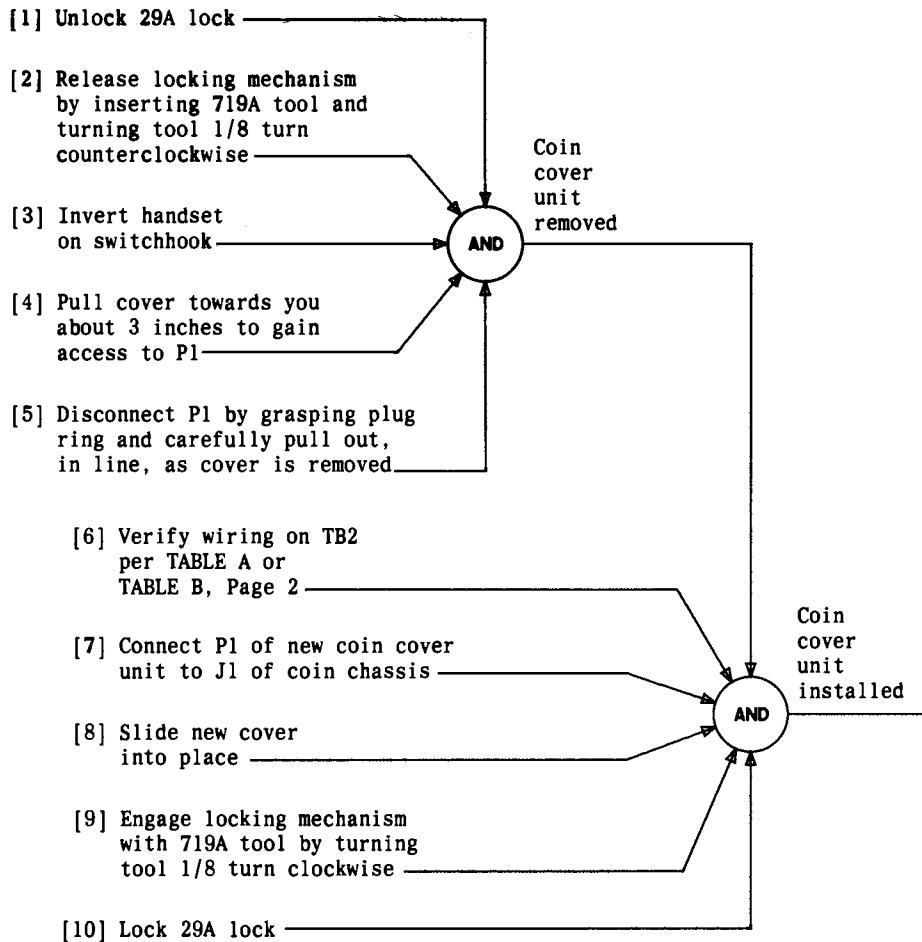 [1] Unlock 29A lock
[2] Release locking mechanism
by inserting 719A tool and
turning tool 1/8 turn
counterclockwise
Coin
cover
unit
removed
[3] Invert handset
on switchhook
AND
[4] Pull cover towards you
about 3 inches to gain
access to P1
[5] Disconnect P1 by grasping plug
ring and carefully pull out,
in line, as cover is removed
[6] Verify wiring on TB2
per TABLE A or
TABLE B, Page 2
[7] Connect P1 of new coin cover
unit to J1 of coin chassis
Coin
cover
unit
installed
AND
[8] Slide new cover
into place
[9] Engage locking mechanism
with 719A tool by turning
tool 1/8 turn clockwise
[10] Lock 29A lock